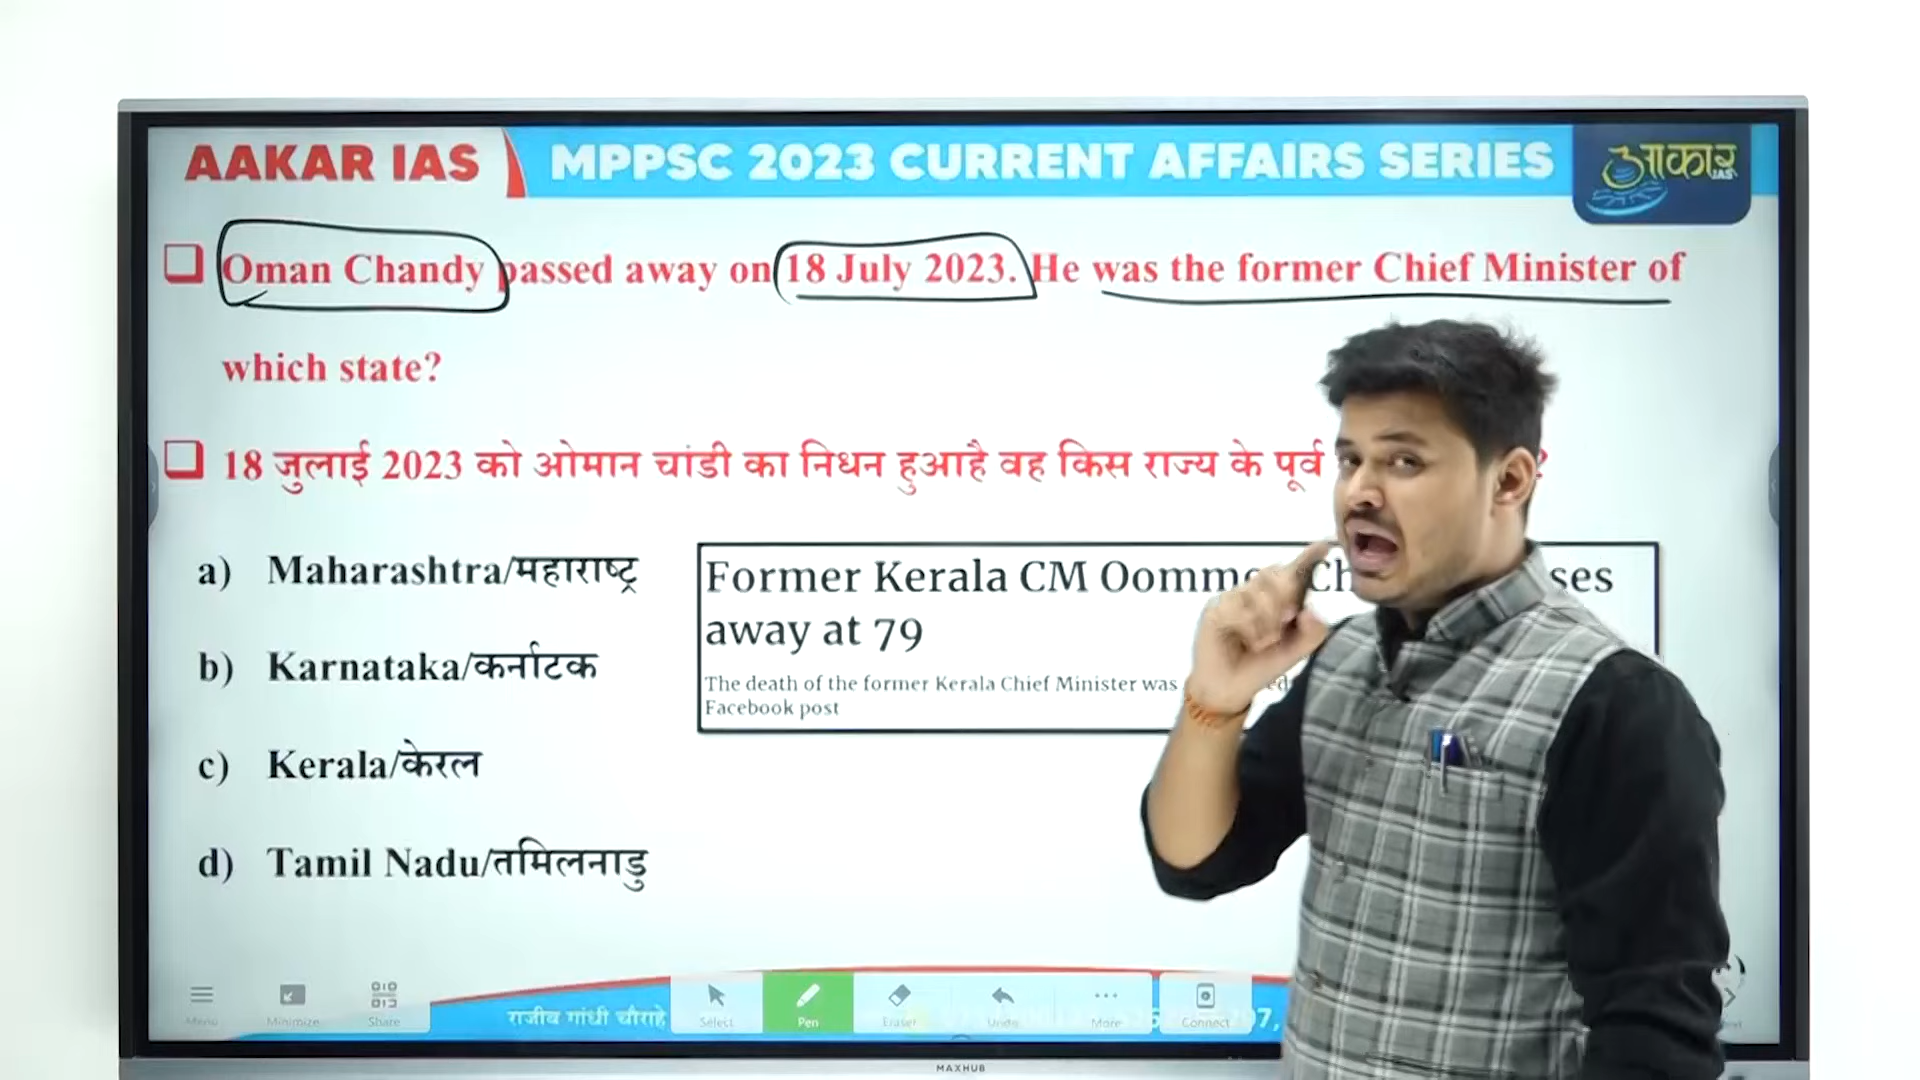 AAKAR IAS MPPSC 2023 CURRENT AFFAIRS SERIES आकार IAS
Oman Chandy passed away on 18 July 2023. He was the former Chief Minister of
which state?
18 जुलाई 2023 को ओमान चांडी का निधन हुआहै वह किस राज्य के पूर्व ?
a) Maharashtra/महाराष्ट्र
b) Karnataka/कर्नाटक
c) Kerala/केरल
d) Tamil Nadu/तमिलनाडु
Former Kerala CM
away at 79
The death of the former Kerala Chief Minister was
Facebook post
राजीव गांधी चौराहे
Menu Minimize Share Select Pen Eraser Undo More Connect
MAXHUB